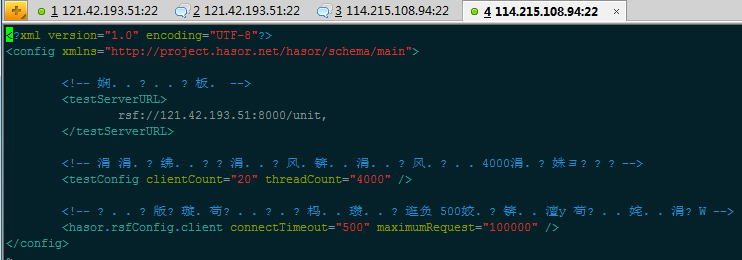 1 121.42.193.51:22 2 121.42.193.51:22 3 114.215.108.94:22 4 114.215.108.94:22 ×
<?xml version="1.0" encoding="UTF-8"?>
<config xmlns="http://project.hasor.net/hasor/schema/main">
<!-- 娴. . ? . . ? 板. -->
<testServerURL>
rsf://121.42.193.51:8000/unit,
</testServerURL>
<!-- 涓 涓. ? 绋. . ? ? 涓. . ? 风. 锛. . 涓. . ? 风. ? . . 4000涓. ? 姝ョ? ? ? -->
<testConfig clientCount="20" threadCount="4000" />
<!-- ? . . ? 版? 璇. 荀? . . ? . . ? 杩. . 瓒. . ? 逛负 500姣. ? 锛. . 澶у 荀? . . 姹. . 涓? W -->
<hasor.rsfConfig.client connectTimeout="500" maximumRequest="100000" />
</config>